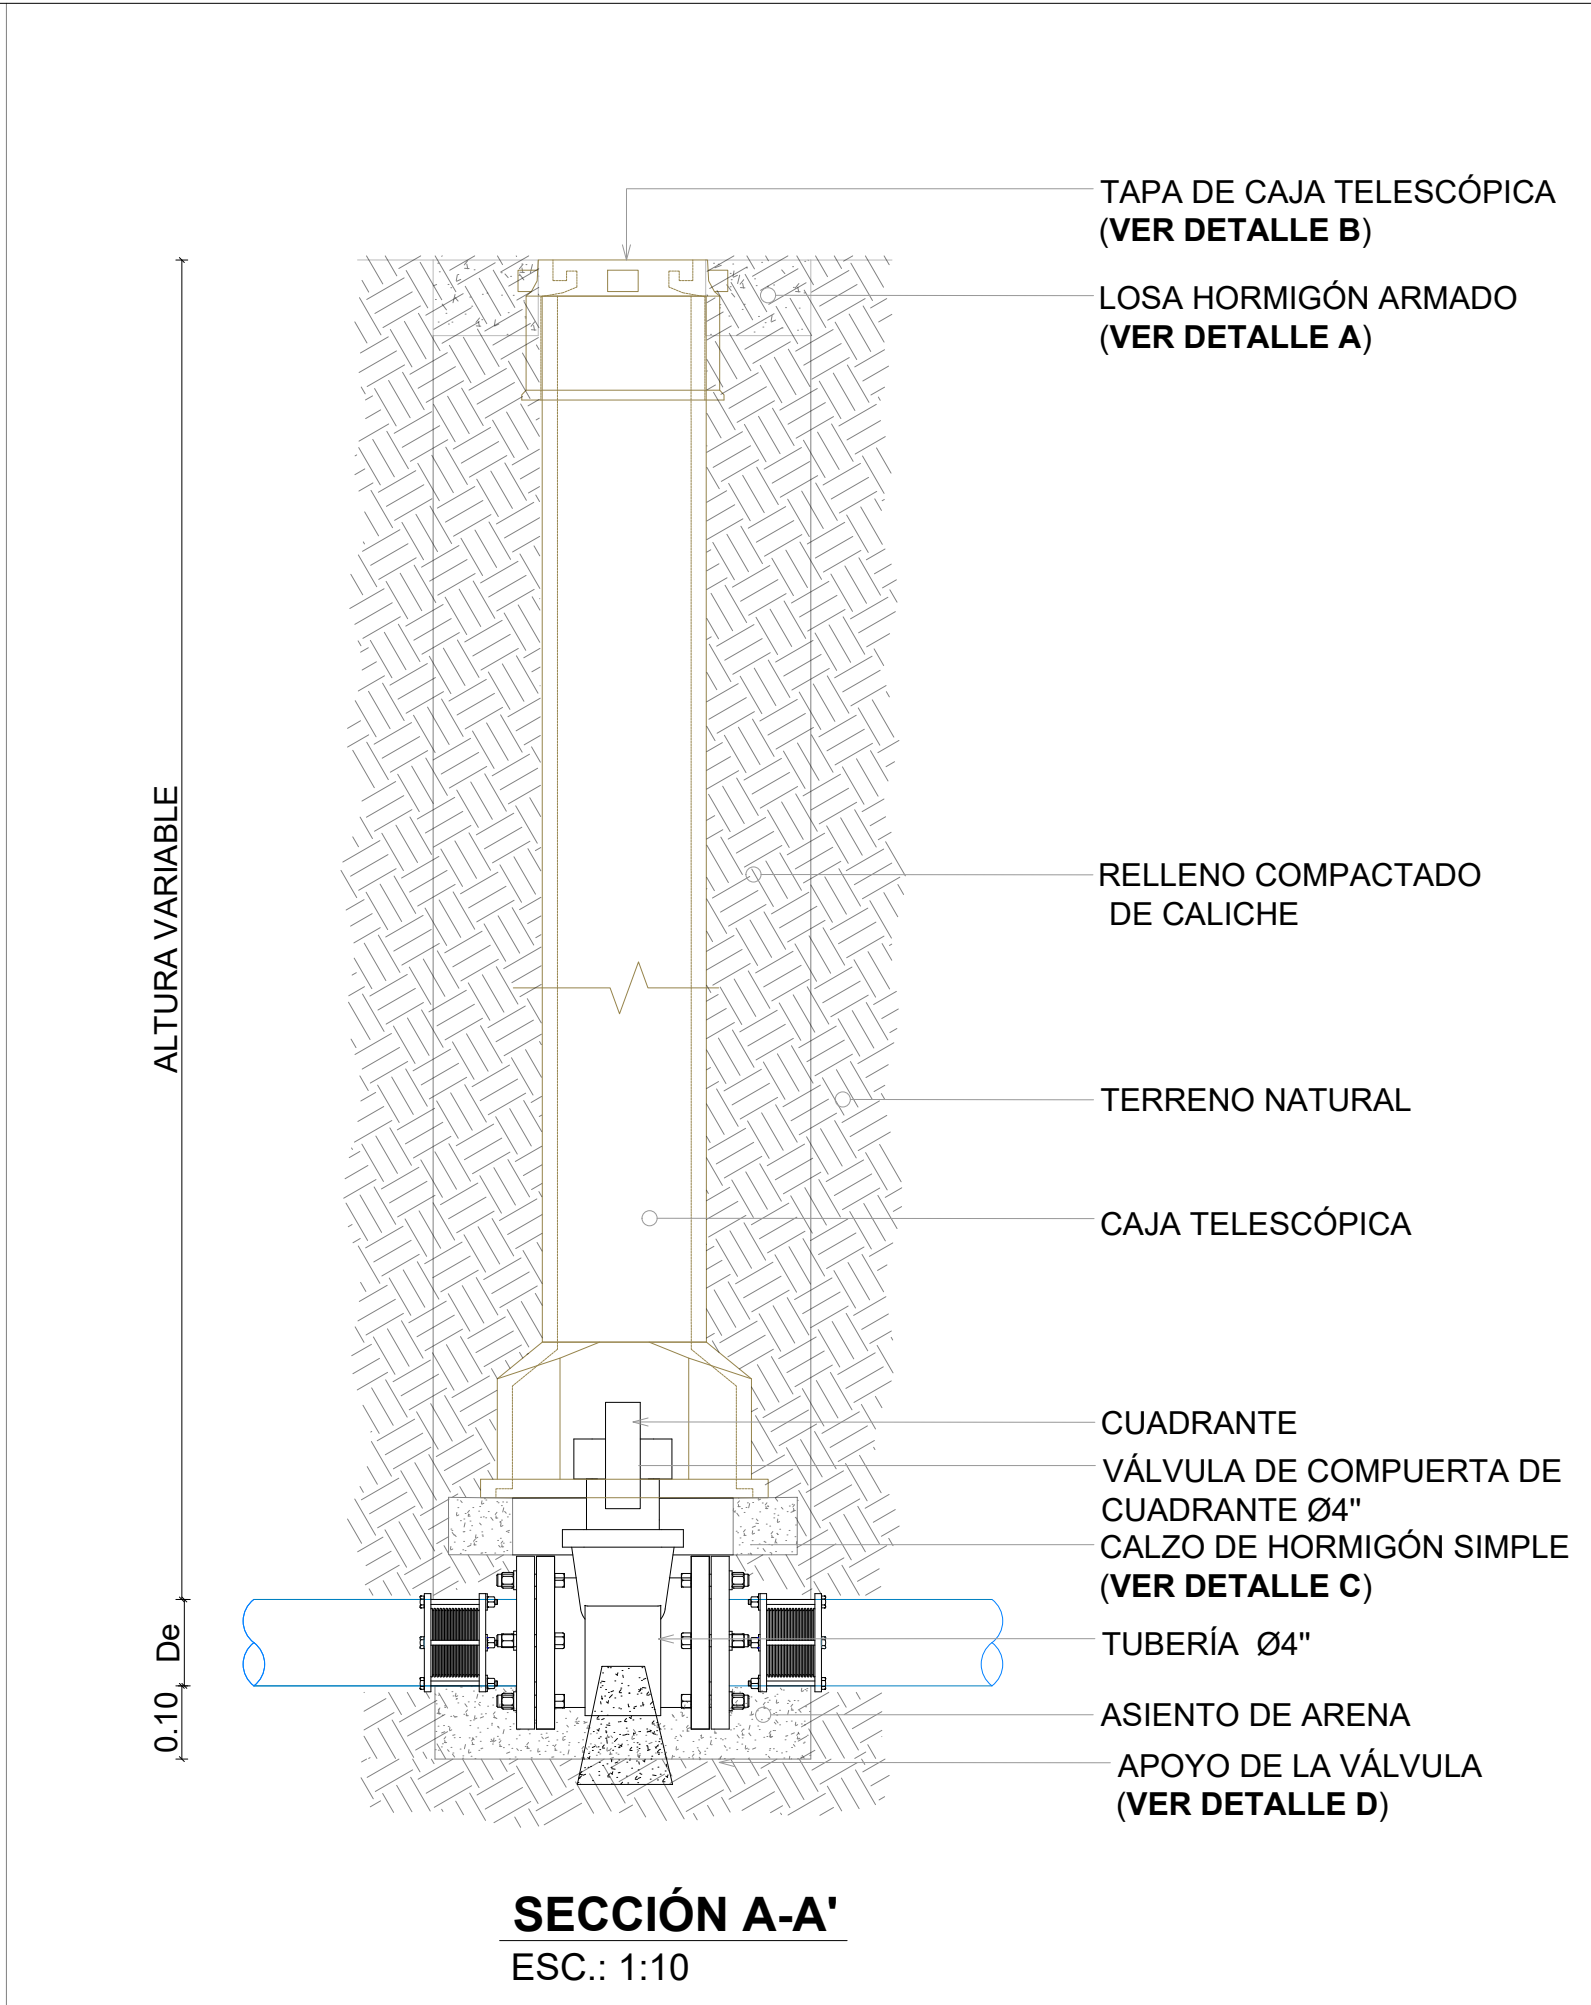 TAPA DE CAJA TELESCÓPICA
(VER DETALLE B)
LOSA HORMIGÓN ARMADO
(VER DETALLE A)
ALTURA VARIABLE
RELLENO COMPACTADO
DE CALICHE
TERRENO NATURAL
CAJA TELESCÓPICA
CUADRANTE
VÁLVULA DE COMPUERTA DE
CUADRANTE Ø4"
CALZO DE HORMIGÓN SIMPLE
(VER DETALLE C)
De
TUBERÍA Ø4"
0.10
ASIENTO DE ARENA
APOYO DE LA VÁLVULA
(VER DETALLE D)
SECCIÓN A-A'
ESC.: 1:10